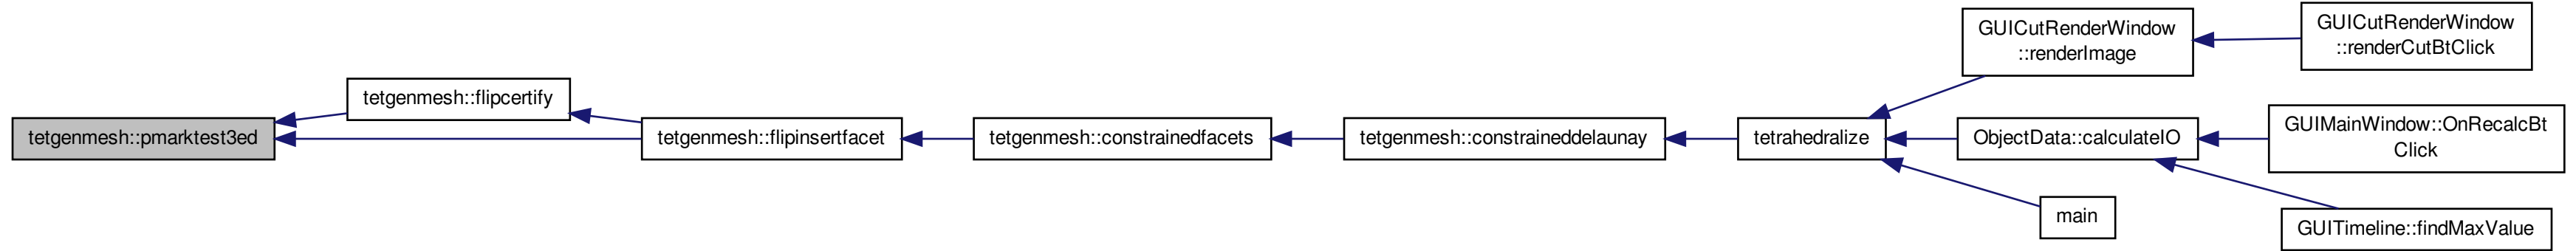 tetgenmesh::pmarktest3ed
tetgenmesh::flipcertify
tetgenmesh::flipinsertfacet
tetgenmesh::constrainedfacets
tetgenmesh::constraineddelaunay
tetrahedralize
GUICutRenderWindow
::renderImage
GUICutRenderWindow
::renderCutBtClick
ObjectData::calculateIO
GUIMainWindow::OnRecalcBt
Click
main
GUITimeline::findMaxValue